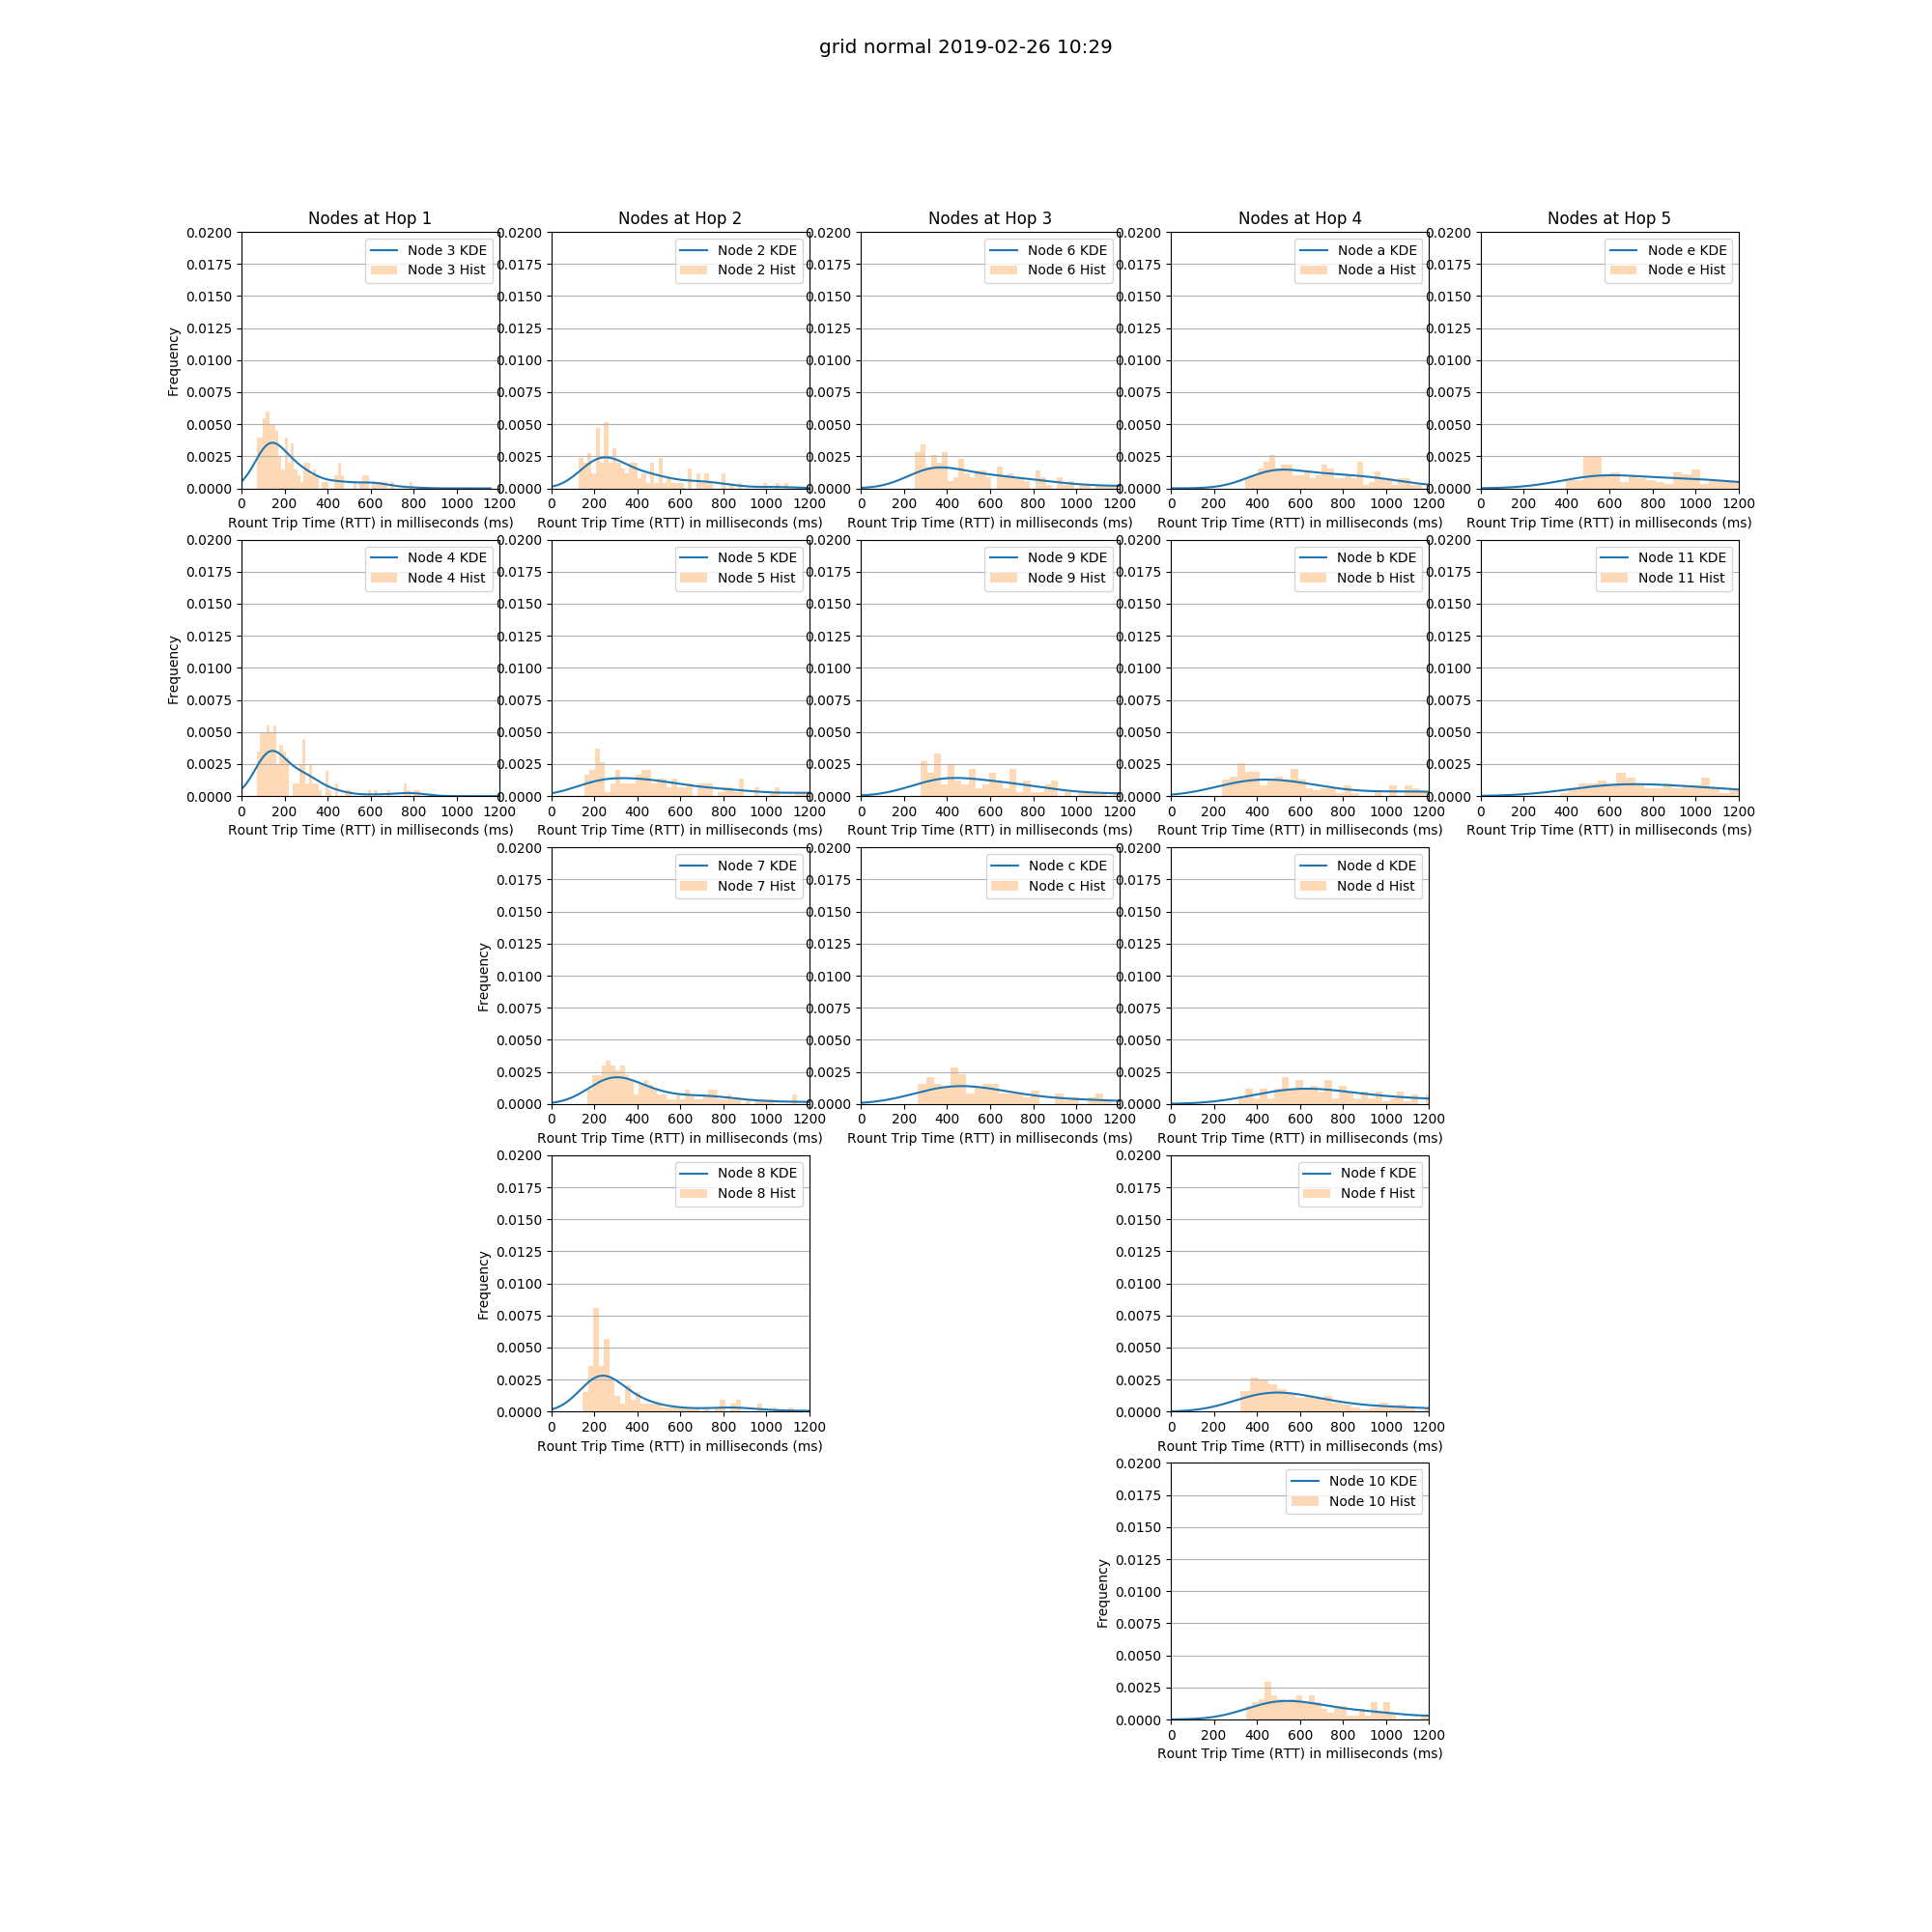 grid normal 2019-02-26 10:29
Nodes at Hop 1
Nodes at Hop 2
Nodes at Hop 3
Nodes at Hop 4
Nodes at Hop 5
Frequency
0.0200
0.0175
0.0150
0.0125
0.0100
0.0075
0.0050
0.0025
0.0000
Node 3 KDE
Node 3 Hist
0 200 400 600 800 1000 1200
Rount Trip Time (RTT) in milliseconds (ms)
0.0200
0.0175
0.0150
0.0125
0.0100
0.0075
0.0050
0.0025
0.0000
Node 2 KDE
Node 2 Hist
0 200 400 600 800 1000 1200
Rount Trip Time (RTT) in milliseconds (ms)
0.0200
0.0175
0.0150
0.0125
0.0100
0.0075
0.0050
0.0025
0.0000
Node 6 KDE
Node 6 Hist
0 200 400 600 800 1000 1200
Rount Trip Time (RTT) in milliseconds (ms)
0.0200
0.0175
0.0150
0.0125
0.0100
0.0075
0.0050
0.0025
0.0000
Node a KDE
Node a Hist
0 200 400 600 800 1000 1200
Rount Trip Time (RTT) in milliseconds (ms)
0.0200
0.0175
0.0150
0.0125
0.0100
0.0075
0.0050
0.0025
0.0000
Node e KDE
Node e Hist
0 200 400 600 800 1000 1200
Rount Trip Time (RTT) in milliseconds (ms)
Frequency
0.0200
0.0175
0.0150
0.0125
0.0100
0.0075
0.0050
0.0025
0.0000
Node 4 KDE
Node 4 Hist
0 200 400 600 800 1000 1200
Rount Trip Time (RTT) in milliseconds (ms)
0.0200
0.0175
0.0150
0.0125
0.0100
0.0075
0.0050
0.0025
0.0000
Node 5 KDE
Node 5 Hist
0 200 400 600 800 1000 1200
Rount Trip Time (RTT) in milliseconds (ms)
0.0200
0.0175
0.0150
0.0125
0.0100
0.0075
0.0050
0.0025
0.0000
Node 9 KDE
Node 9 Hist
0 200 400 600 800 1000 1200
Rount Trip Time (RTT) in milliseconds (ms)
0.0200
0.0175
0.0150
0.0125
0.0100
0.0075
0.0050
0.0025
0.0000
Node b KDE
Node b Hist
0 200 400 600 800 1000 1200
Rount Trip Time (RTT) in milliseconds (ms)
0.0200
0.0175
0.0150
0.0125
0.0100
0.0075
0.0050
0.0025
0.0000
Node 11 KDE
Node 11 Hist
0 200 400 600 800 1000 1200
Rount Trip Time (RTT) in milliseconds (ms)
Frequency
0.0200
0.0175
0.0150
0.0125
0.0100
0.0075
0.0050
0.0025
0.0000
Node 7 KDE
Node 7 Hist
0 200 400 600 800 1000 1200
Rount Trip Time (RTT) in milliseconds (ms)
0.0200
0.0175
0.0150
0.0125
0.0100
0.0075
0.0050
0.0025
0.0000
Node c KDE
Node c Hist
0 200 400 600 800 1000 1200
Rount Trip Time (RTT) in milliseconds (ms)
0.0200
0.0175
0.0150
0.0125
0.0100
0.0075
0.0050
0.0025
0.0000
Node d KDE
Node d Hist
0 200 400 600 800 1000 1200
Rount Trip Time (RTT) in milliseconds (ms)
Frequency
0.0200
0.0175
0.0150
0.0125
0.0100
0.0075
0.0050
0.0025
0.0000
Node 8 KDE
Node 8 Hist
0 200 400 600 800 1000 1200
Rount Trip Time (RTT) in milliseconds (ms)
0.0200
0.0175
0.0150
0.0125
0.0100
0.0075
0.0050
0.0025
0.0000
Node f KDE
Node f Hist
0 200 400 600 800 1000 1200
Rount Trip Time (RTT) in milliseconds (ms)
Frequency
0.0200
0.0175
0.0150
0.0125
0.0100
0.0075
0.0050
0.0025
0.0000
Node 10 KDE
Node 10 Hist
0 200 400 600 800 1000 1200
Rount Trip Time (RTT) in milliseconds (ms)